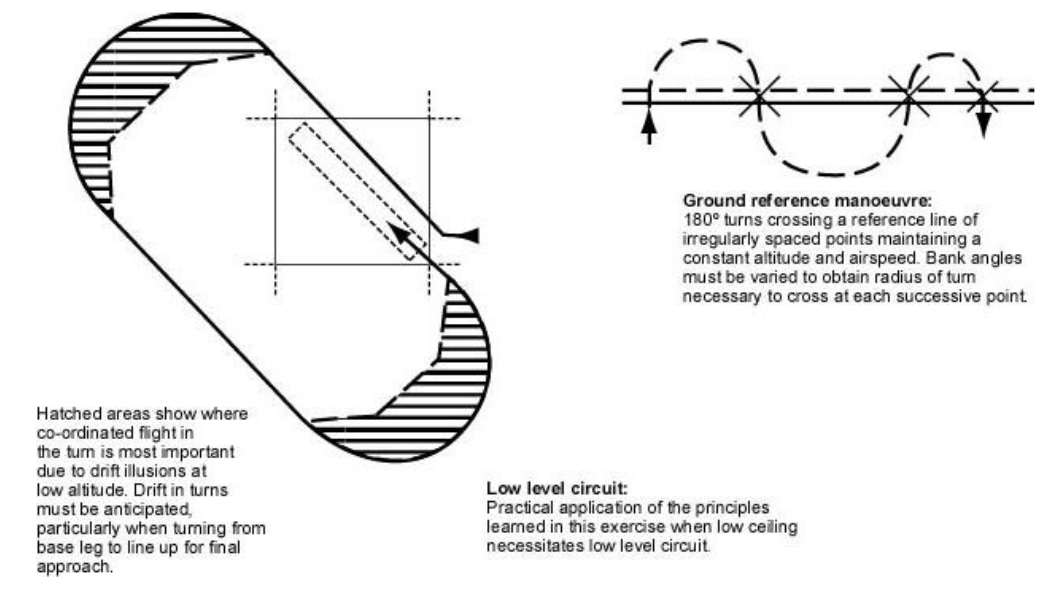 Ground reference manoeuvre:
180º turns crossing a reference line of
irregularly spaced points maintaining a
constant altitude and airspeed. Bank angles
must be varied to obtain radius of turn
necessary to cross at each successive point.
Hatched areas show where
co-ordinated flight in
the turn is most important
due to drift illusions at
low altitude. Drift in turns
must be anticipated,
particularly when turning from
base leg to line up for final
approach.
Low level circuit:
Practical application of the principles
learned in this exercise when low ceiling
necessitates low level circuit.